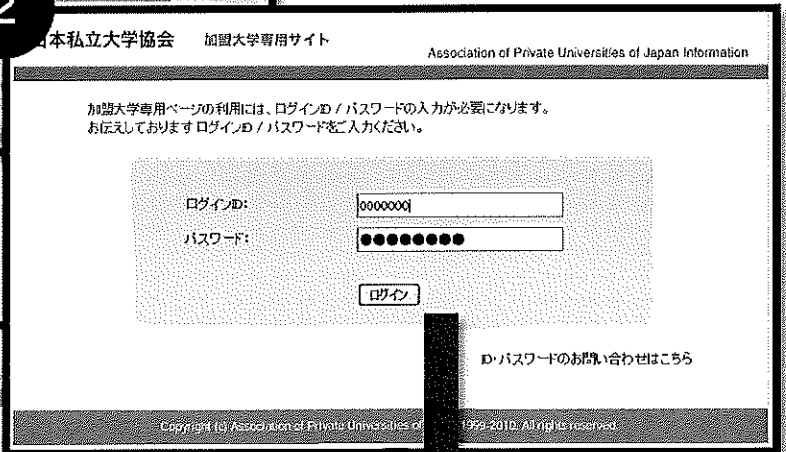 2
日本私立大学協会 加盟大学専用サイト
Association of Private Universities of Japan Information
加盟大学専用ページの利用には、ログインID / パスワードの入力が必要になります。
お伝えしております ログインID / パスワードをご入力ください。
ログインID:
0000000
パスワード:
●●●●●●●●
ログイン
ID・パスワードのお問い合わせはこちら
Copyright (c) Association of Private Universities of 1999-2010. All rights reserved.